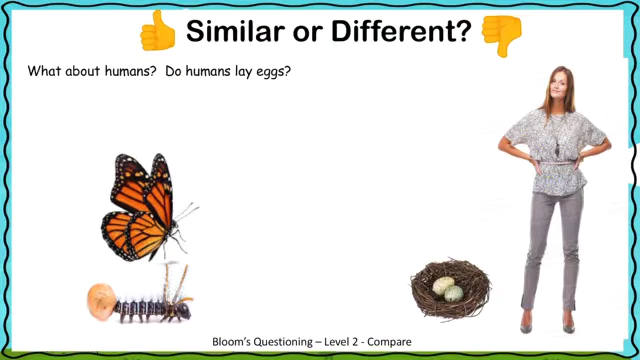 Similar or Different?
What about humans?  Do humans lay eggs?
Bloom's Questioning – Level 2 - Compare